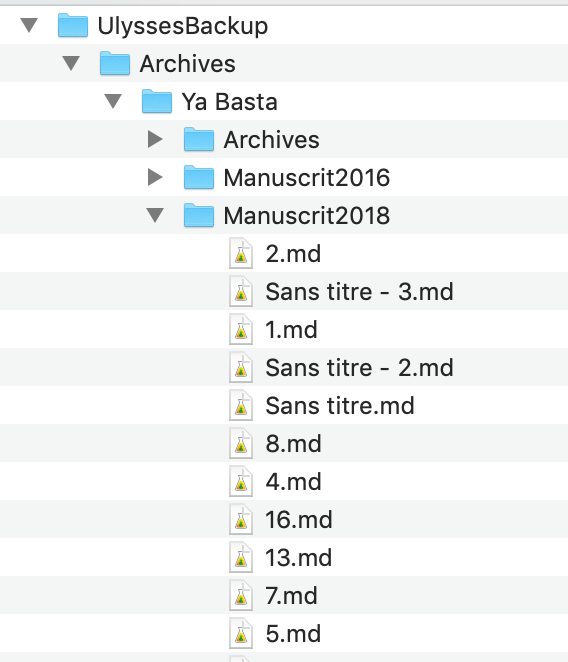 UlyssesBackup
Archives
Ya Basta
Archives
Manuscrit2016
Manuscrit2018
2.md
Sans titre - 3.md
1.md
Sans titre - 2.md
Sans titre.md
8.md
4.md
16.md
13.md
7.md
5.md